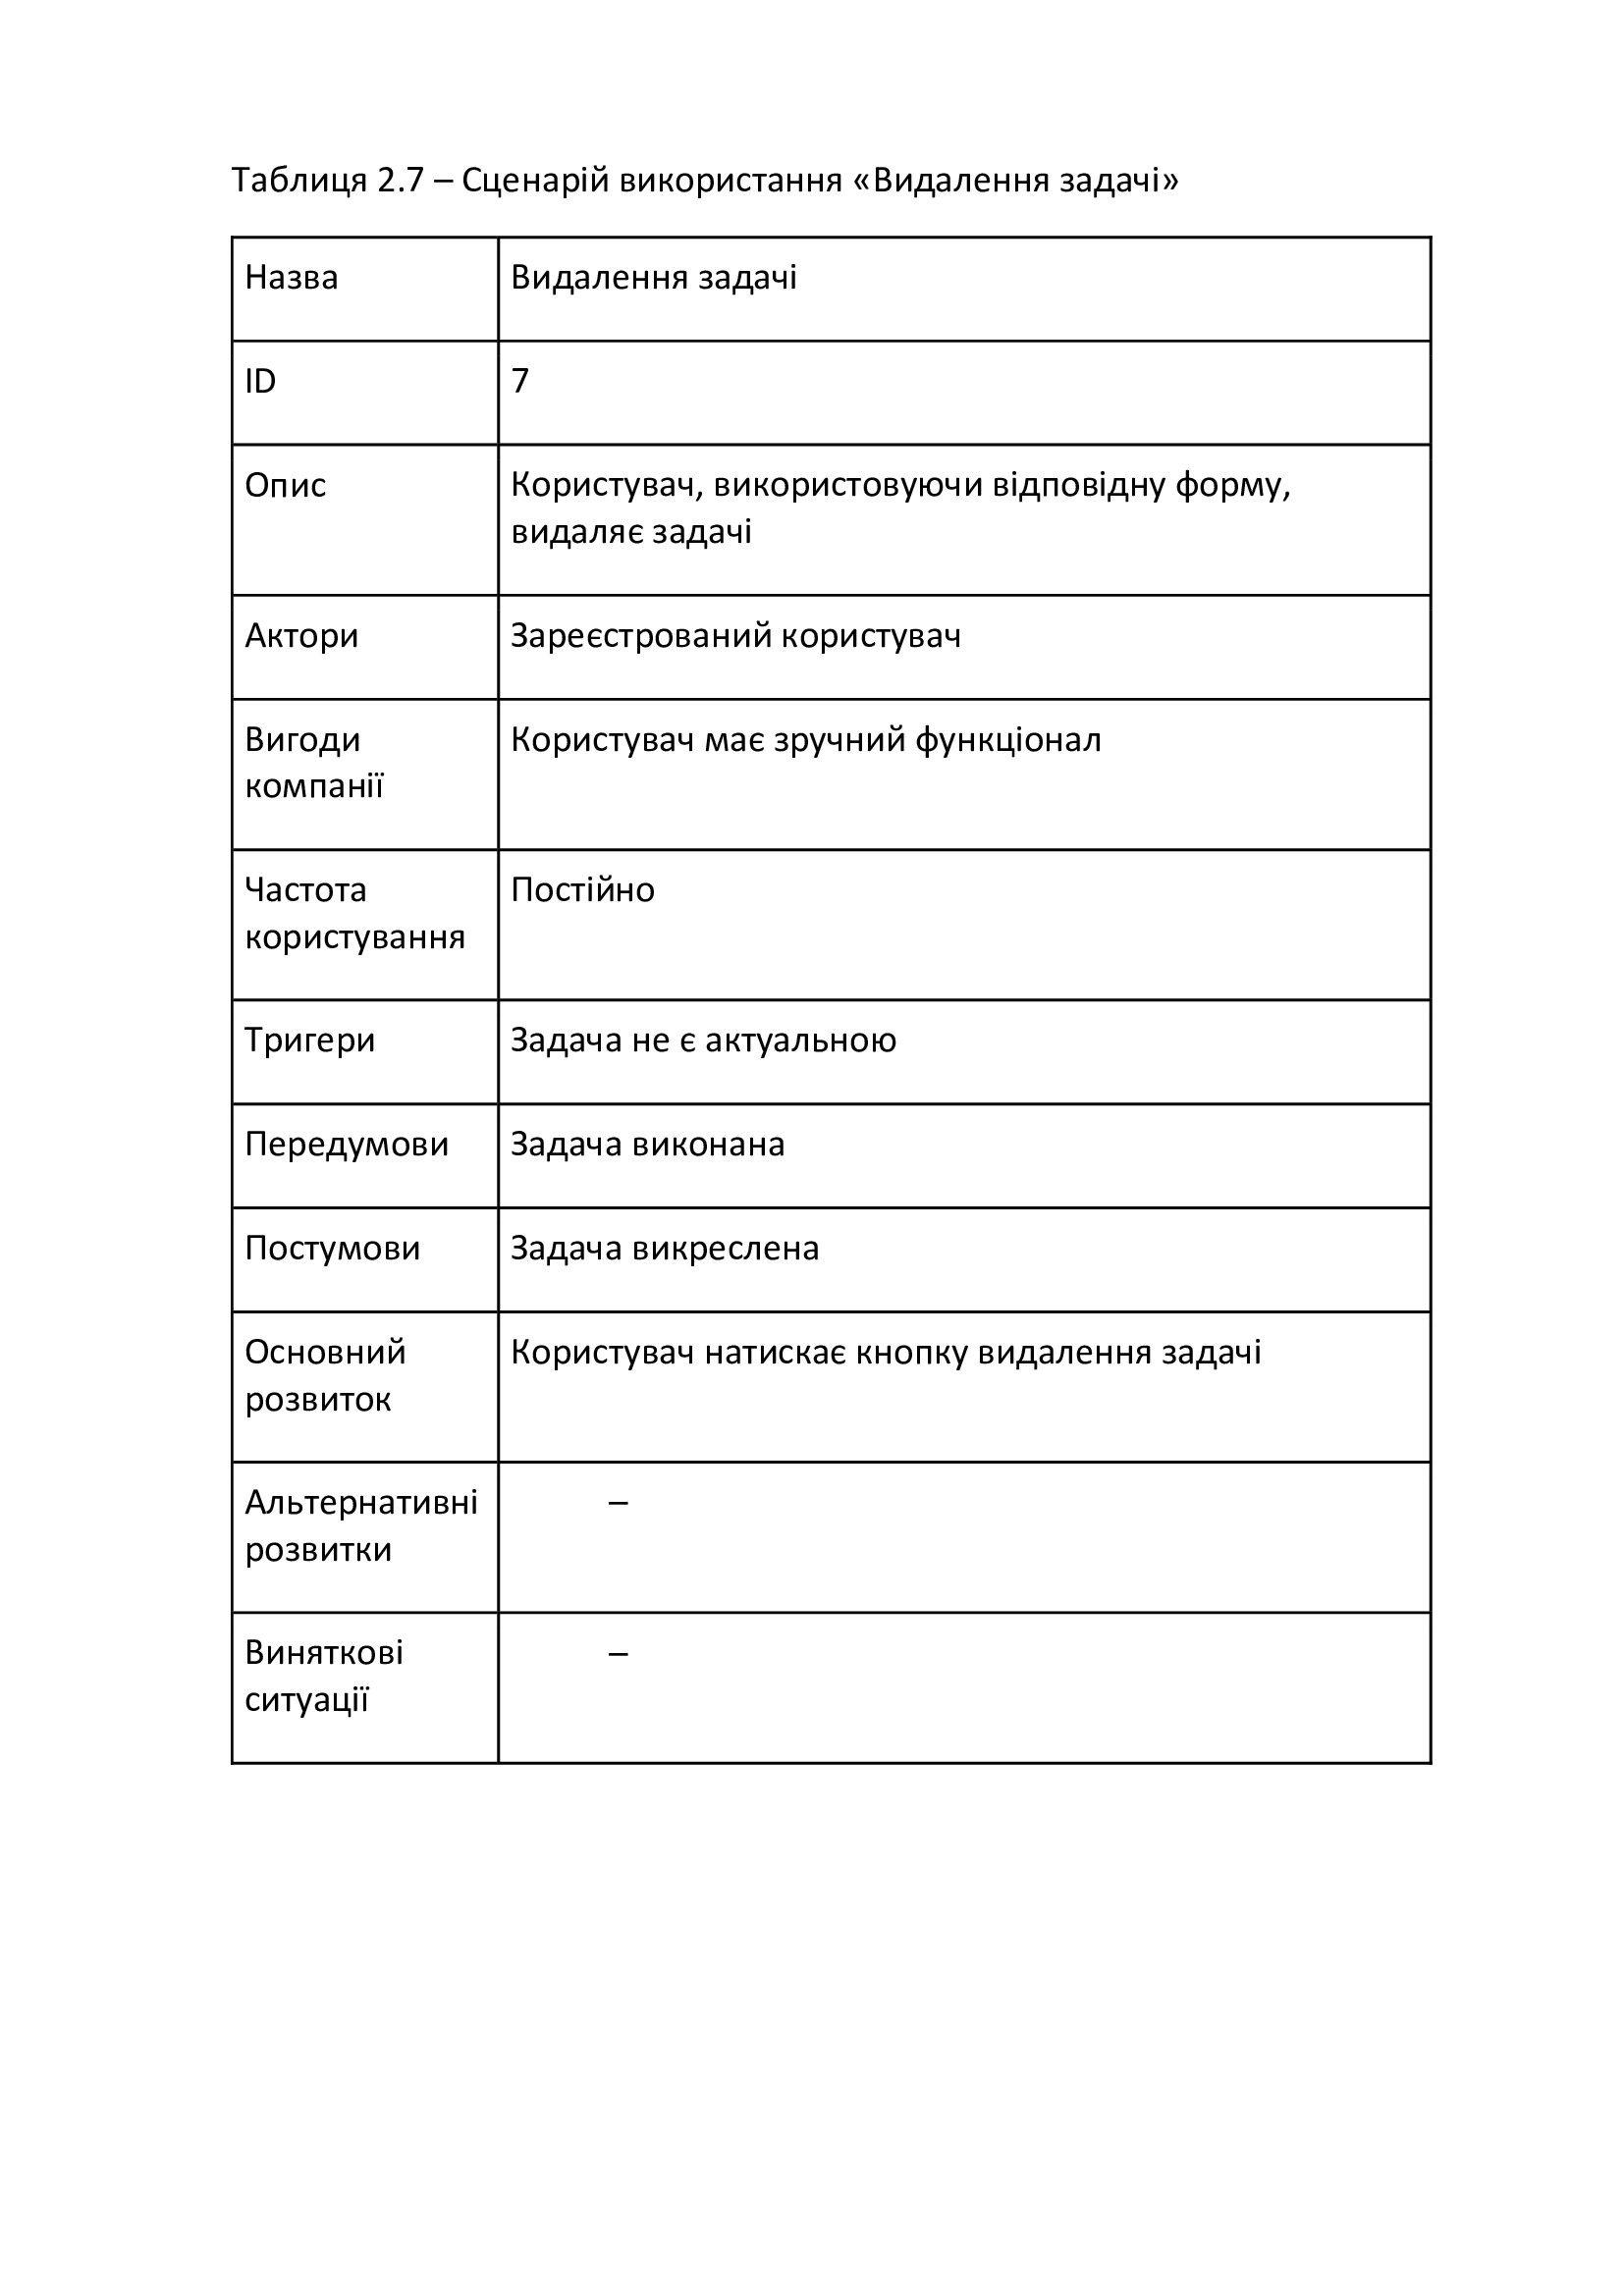 Таблиця 2.7 – Сценарій використання «Видалення задачі»
Назва
Видалення задачі
ID
7
Опис
Користувач, використовуючи відповідну форму,
видаляє задачі
Актори
Зареєстрований користувач
Вигоди
компанії
Користувач має зручний функціонал
Частота
користування
Постійно
Тригери
Задача не є актуальною
Передумови
Задача виконана
Постумови
Задача викреслена
Основний
розвиток
Користувач натискає кнопку видалення задачі
Альтернативні
розвитки
–
Виняткові
ситуації
–